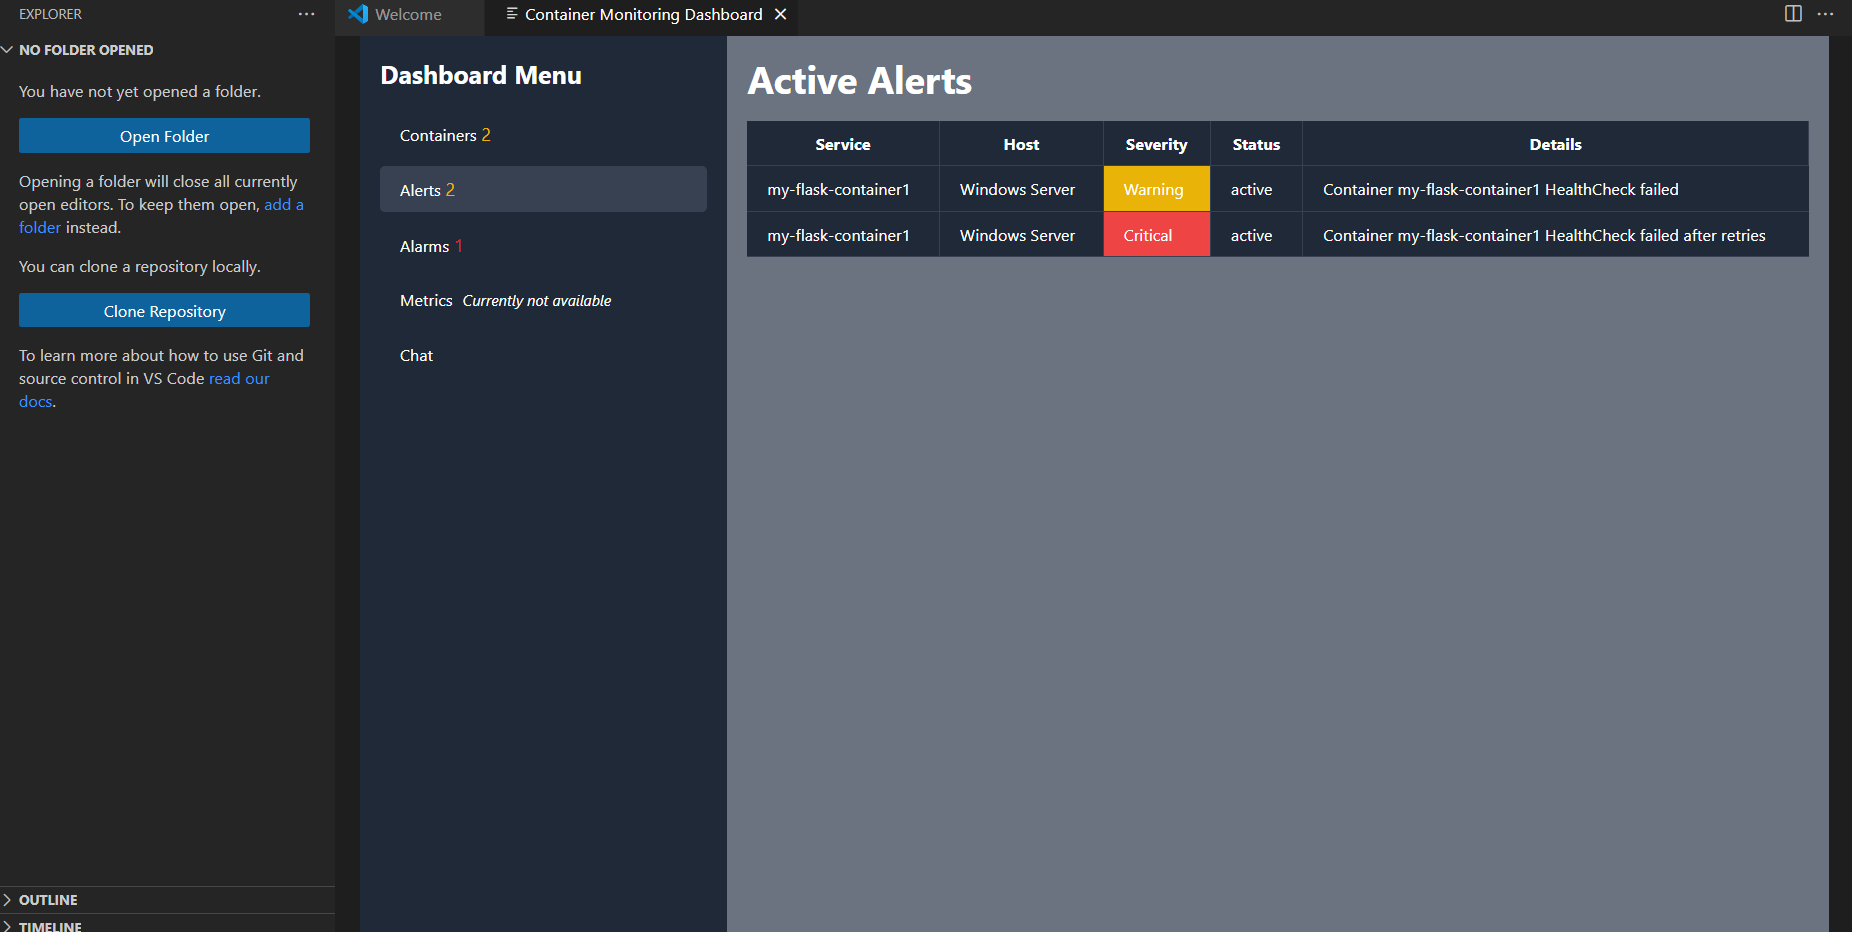 EXPLORER
Welcome
Container Monitoring Dashboard
NO FOLDER OPENED
You have not yet opened a folder.
Open Folder
Opening a folder will close all currently
open editors. To keep them open, add a
folder instead.
You can clone a repository locally.
Clone Repository
To learn more about how to use Git and
source control in VS Code read our
docs.
OUTLINE
TIMELINE
Dashboard Menu
Containers 2
Alerts 2
Alarms 1
Metrics Currently not available
Chat
Active Alerts
Service Host Severity Status Details
my-flask-container1 Windows Server Warning active Container my-flask-container1 HealthCheck failed
my-flask-container1 Windows Server Critical active Container my-flask-container1 HealthCheck failed after retries